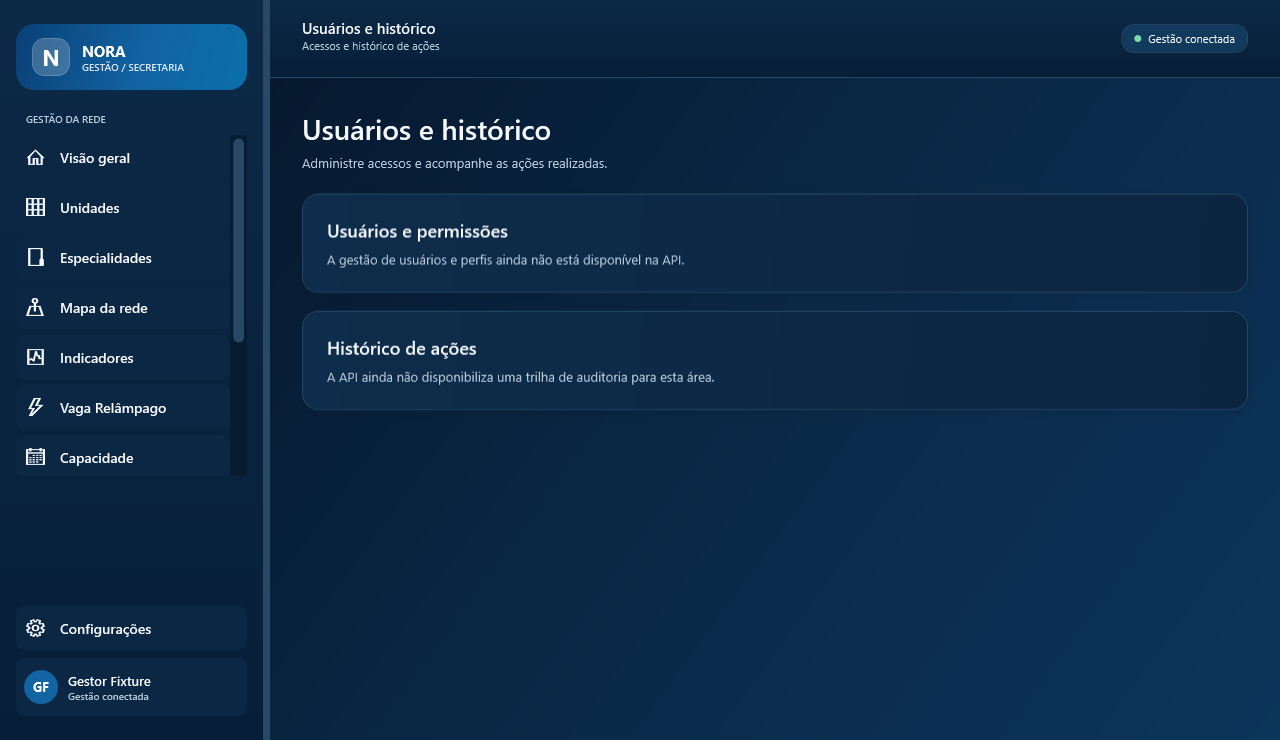 N
NORA
GESTÃO / SECRETARIA
GESTÃO DA REDE
Visão geral
Unidades
Especialidades
Mapa da rede
Indicadores
Vaga Relâmpago
Capacidade
Configurações
GF
Gestor Fixture
Gestão conectada
Usuários e histórico
Acessos e histórico de ações
Gestão conectada
Usuários e histórico
Administre acessos e acompanhe as ações realizadas.
Usuários e permissões
A gestão de usuários e perfis ainda não está disponível na API.
Histórico de ações
A API ainda não disponibiliza uma trilha de auditoria para esta área.